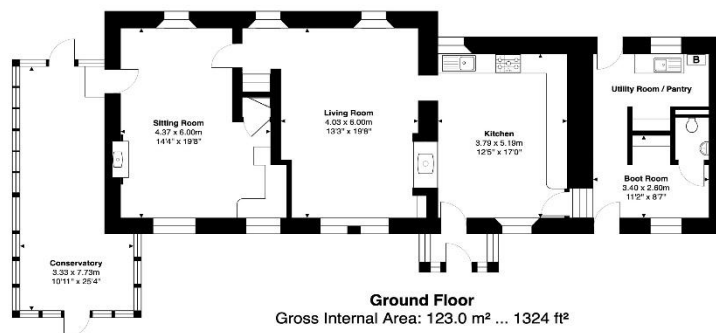 B
Utility Room / Pantry
Sitting Room
4.37 x 6.00m
14'4" x 19'8"
Living Room
4.03 x 6.00m
13'3" x 19'8"
Kitchen
3.79 x 5.19m
12'5" x 17'0"
Boot Room
3.40 x 2.60m
11'2" x 8'7"
Conservatory
3.33 x 7.73m
10'11" x 25'4"
Ground Floor
Gross Internal Area: 123.0 m² ... 1324 ft²